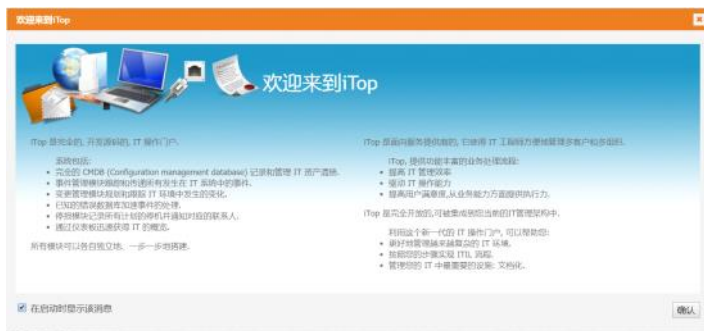 欢迎来到iTop
欢迎来到iTop
iTop 是完全的, 开发源码的, IT 操作门户.
系统包括:
完全的 CMDB (Configuration management database) 记录和管理 IT 资产清册.
事件管理模块跟踪和传递所有发生在 IT 系统中的事件.
变更管理模块规划和跟踪 IT 环境中发生的变化.
已知的错误数据库加速事件的处理.
停损模块记录所有计划的停机并通知对应的联系人.
通过仪表板迅速获得 IT 的概览.
所有模块可以各自独立地、一步一步地搭建.
iTop 是面向服务提供商的, 它使得 IT 工程师方便地管理多客户和多组织.
iTop, 提供功能丰富的业务处理流程:
提高 IT 管理效率
驱动 IT 操作能力
提高用户满意度,从业务能力方面提供执行力.
iTop 是完全开放的,可被集成到您当前的IT管理架构中.
利用这个新一代的 IT 操作门户, 可以帮助您:
更好地管理越来越复杂的 IT 环境.
按照您的步骤实现 ITIL 流程.
管理您的 IT 中最重要的设施: 文档化.
在启动时显示该消息
确认